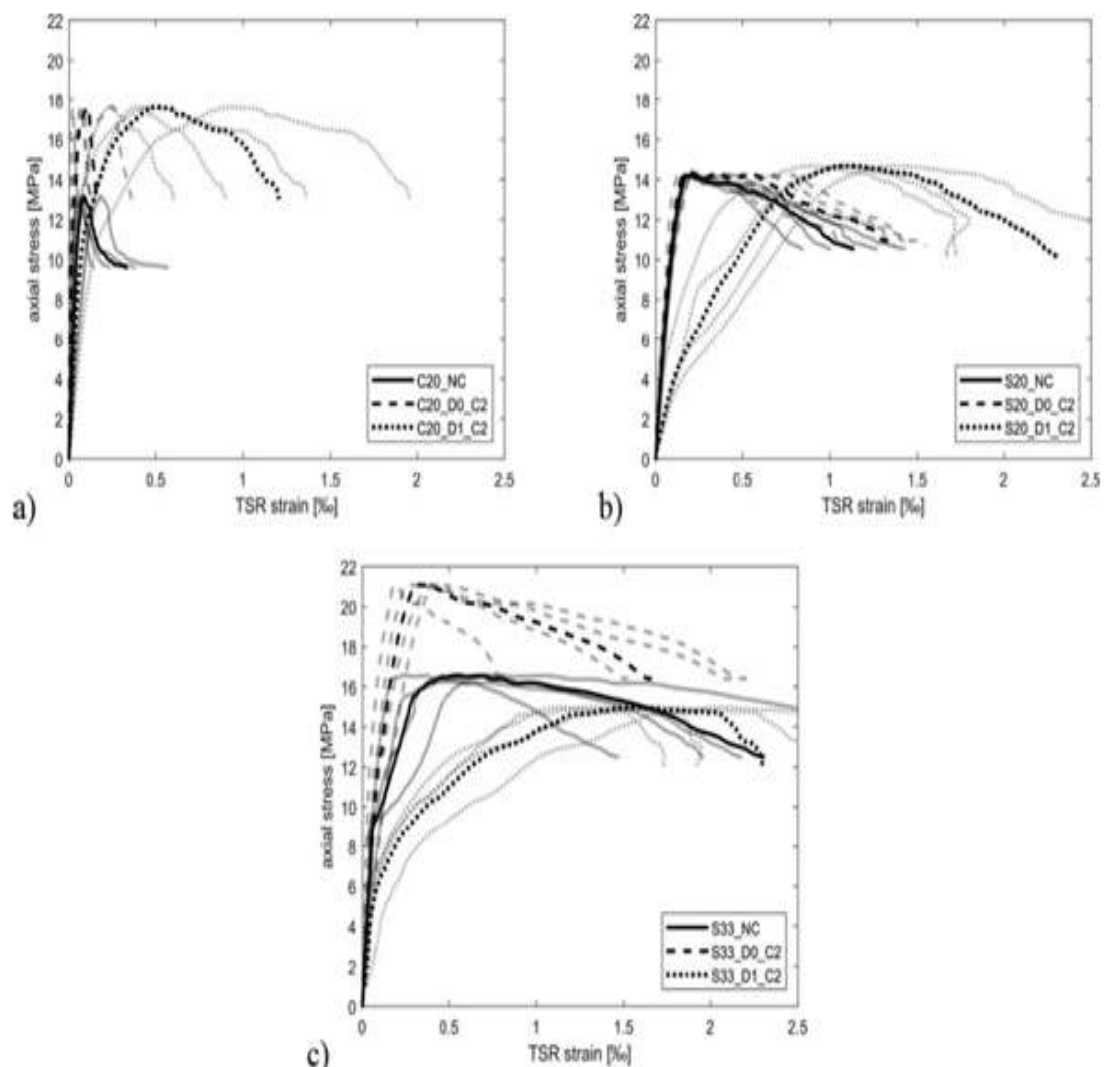 22
20
18
16
14
12
10
8
6
4
2
0
axial stress [MPa]
0 0.5 1 1.5 2 2.5
TSR strain [‰]
C20_NC
C20_D0_C2
C20_D1_C2
a)
22
20
18
16
14
12
10
8
6
4
2
0
axial stress [MPa]
0 0.5 1 1.5 2 2.5
TSR strain [‰]
S20_NC
S20_D0_C2
S20_D1_C2
b)
22
20
18
16
14
12
10
8
6
4
2
0
axial stress [MPa]
0 0.5 1 1.5 2 2.5
TSR strain [‰]
S33_NC
S33_D0_C2
S33_D1_C2
c)